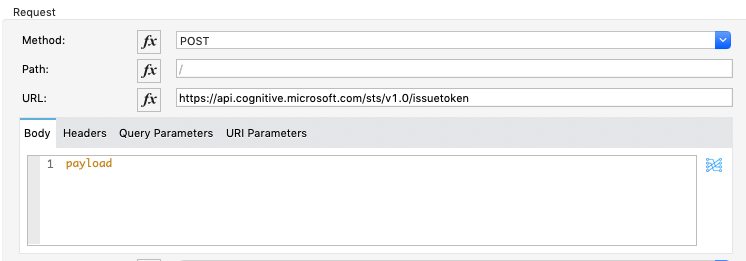 Request
Method: fx POST
Path: fx /
URL: fx https://api.cognitive.microsoft.com/sts/v1.0/issuetoken
Body Headers Query Parameters URI Parameters
1 payload